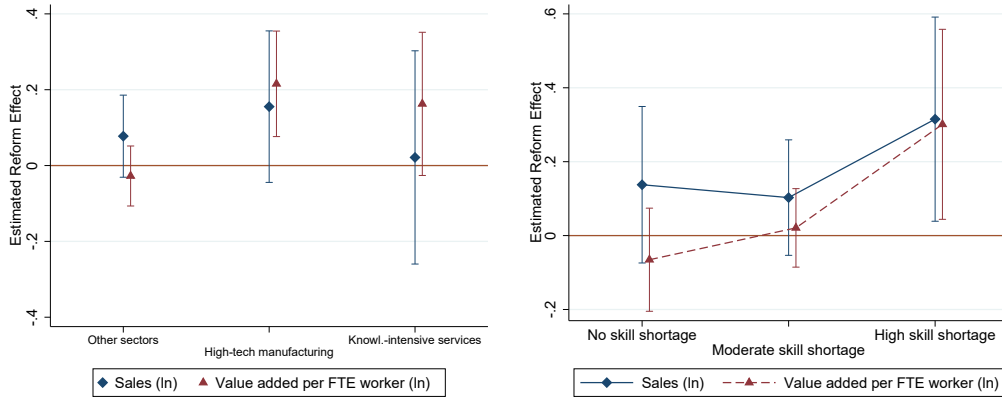 Estimated Reform Effect
.4
.2
0
-.2
-.4
Other sectors
High-tech manufacturing
Knowl.-intensive services
Sales (ln)
Value added per FTE worker (ln)
Estimated Reform Effect
.6
.4
.2
0
-.2
No skill shortage
Moderate skill shortage
High skill shortage
Sales (ln)
Value added per FTE worker (ln)